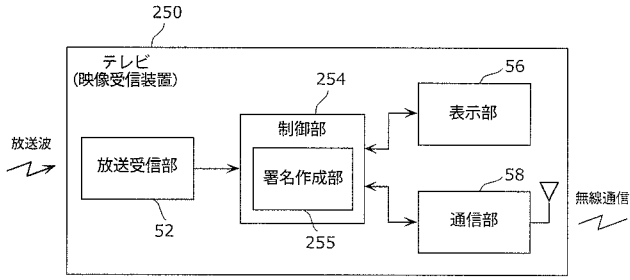 250
テレビ
(映像受信装置)
放送波
放送受信部
52
254
制御部
署名作成部
255
56
表示部
58
通信部
無線通信